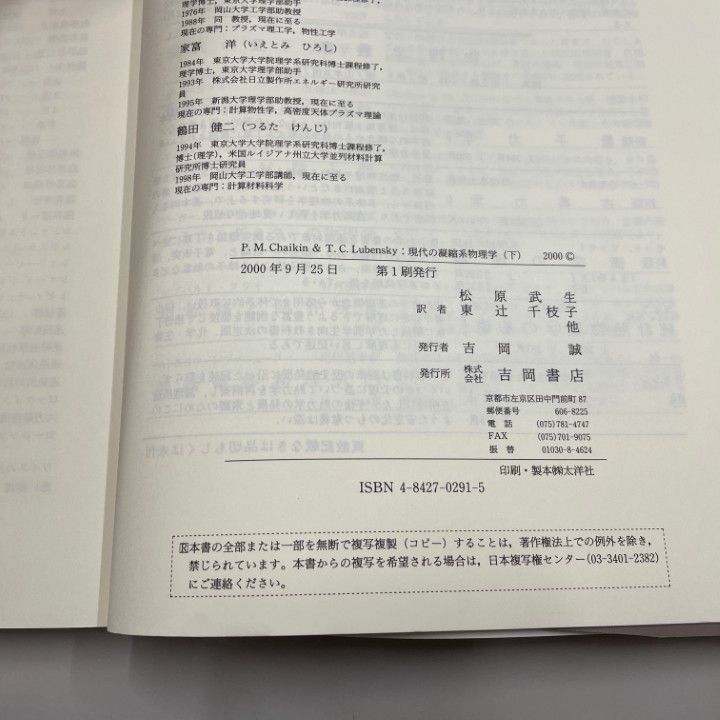 理学博士，東京大学理学部助手
1976年 岡山大学工学部助教授
1988年 同 教授，現在に至る
現在の専門：プラズマ理工学，物性工学
家富 洋（いえとみ ひろし）
1984年 東京大学大学院理学系研究科博士課程修了，
理学博士，東京大学理学部助手
1993年 株式会社日立製作所エネルギー研究所研究
員
1995年 新潟大学理学部助教授，現在に至る
現在の専門：計算物性学，高密度天体プラズマ理論
鶴田 健二（つるた けんじ）
1994年 東京大学大学院理学系研究科博士課程修了，
博士（理学），米国ルイジアナ州立大学並列材料計算
研究所博士研究員
1998年 岡山大学工学部講師，現在に至る
現在の専門：計算材料科学
P. M. Chaikin & T. C. Lubensky：現代の凝縮系物理学（下） 2000 ©
2000年9月25日 第1刷発行
訳者 松原武生
東辻千枝子
他
発行者 吉岡誠
発行所 株式会社 吉岡書店
京都市左京区田中門前町 87
郵便番号 606-8225
電話 (075)781-4747
FAX (075)701-9075
振替 01030-8-4624
印刷・製本㈱太洋社
ISBN 4-8427-0291-5
Ⓡ本書の全部または一部を無断で複写複製（コピー）することは，著作権法上での例外を除き，
禁じられています。本書からの複写を希望される場合は，日本複写権センター(03-3401-2382)
にご連絡ください。